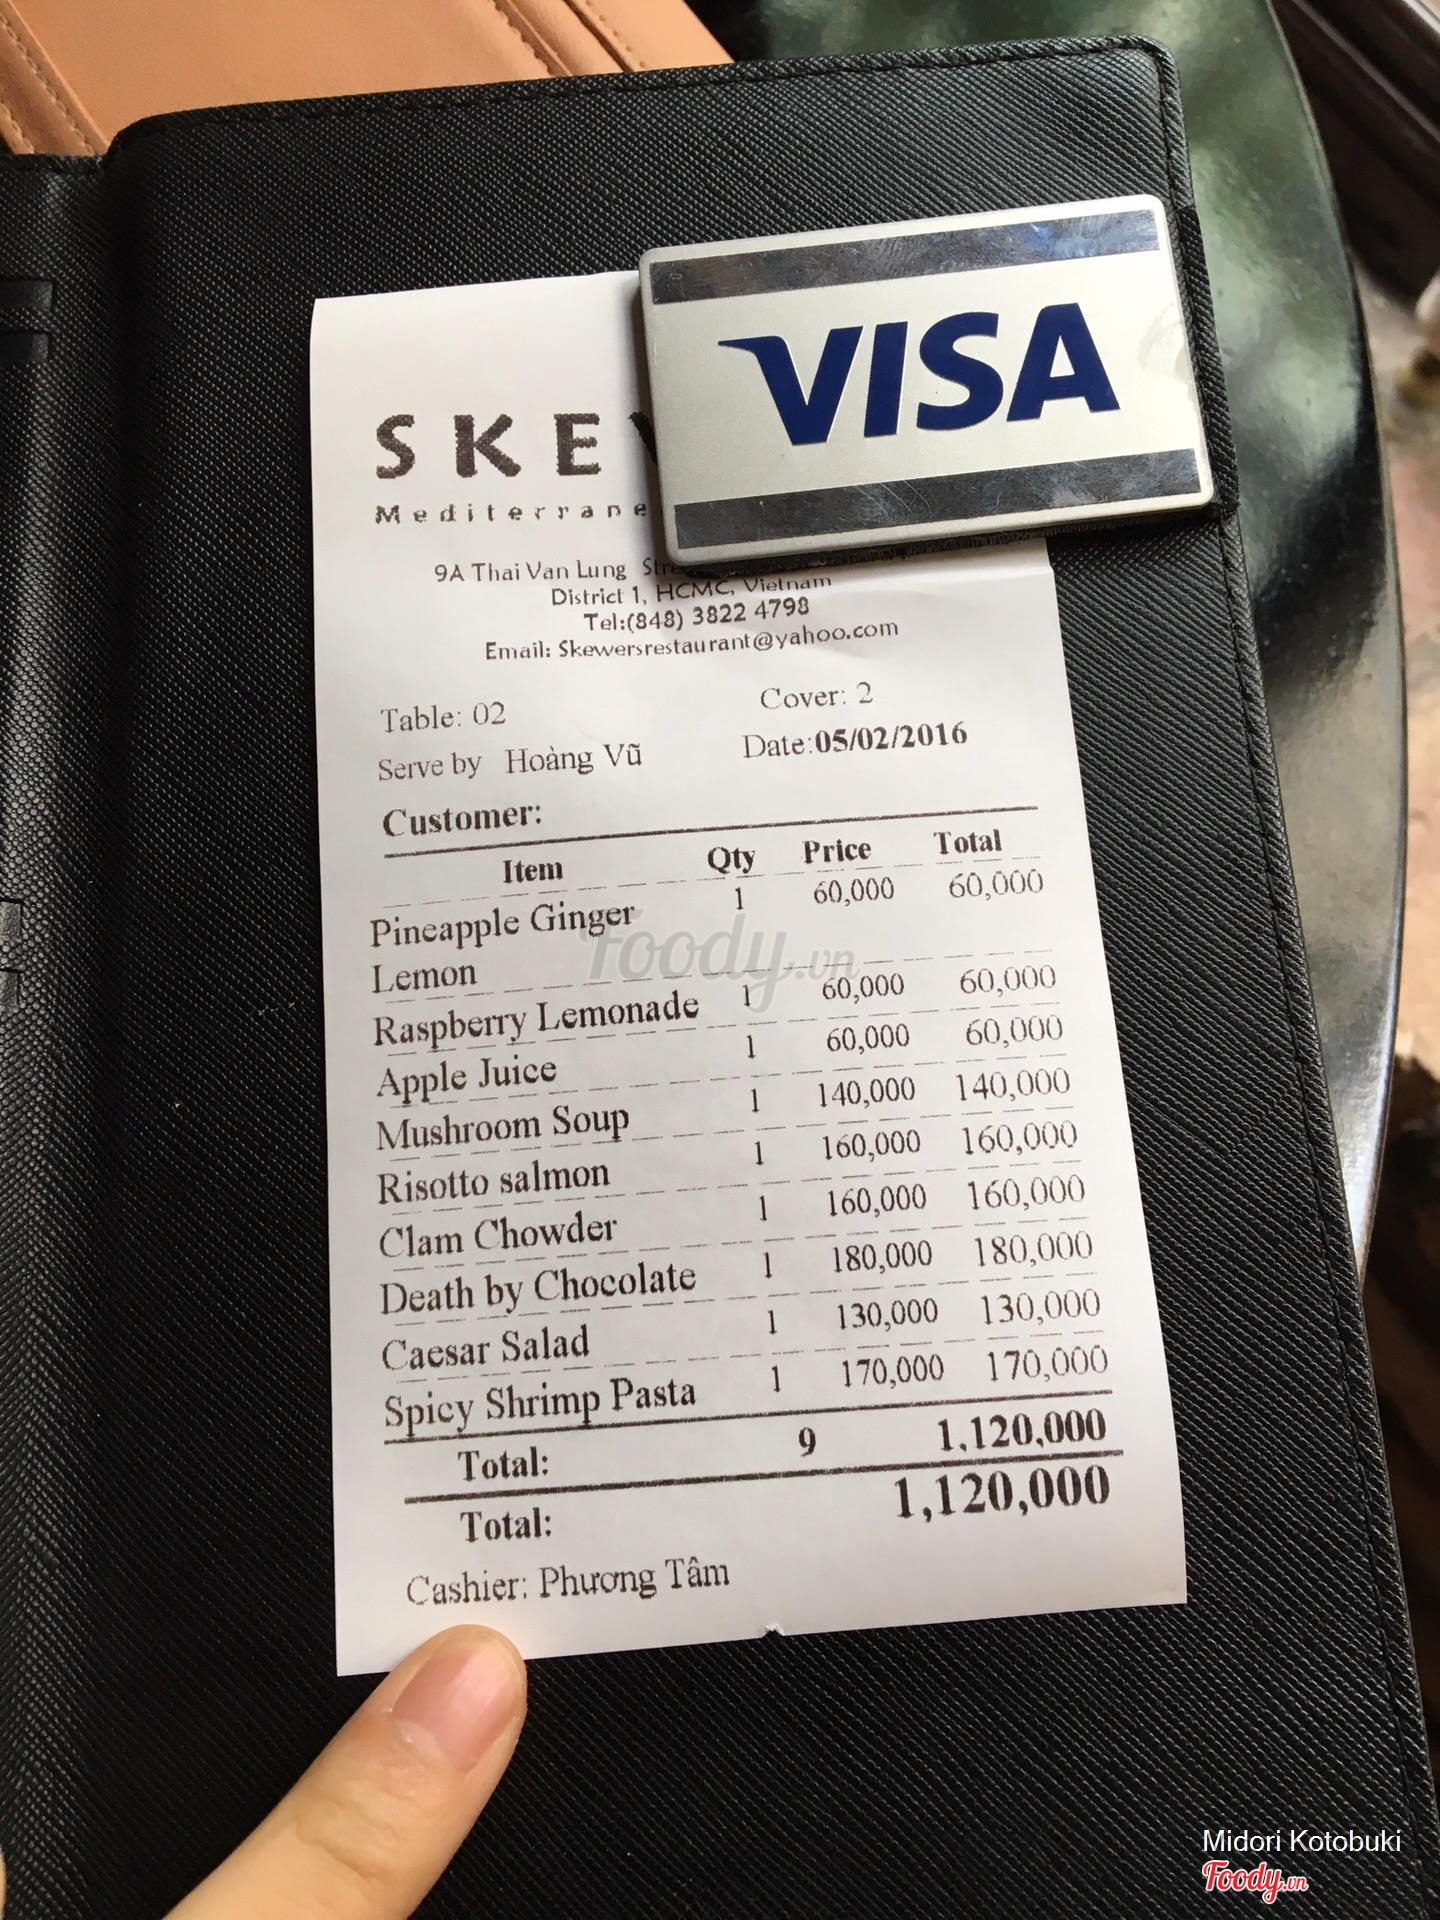 VISA
SKE
Mediterrane
9A Thai Van Lung
District 1, HCMC, Vietnam
Tel:(848) 3822 4798
Email: Skewersrestaurant@yahoo.com
Table: 02 Cover: 2
Serve by Hoàng Vũ Date:05/02/2016
Customer:
Item Qty Price Total
Pineapple Ginger 1 60,000 60,000
Lemon
Raspberry Lemonade 1 60,000 60,000
Apple Juice 1 60,000 60,000
Mushroom Soup 1 140,000 140,000
Risotto salmon 1 160,000 160,000
Clam Chowder 1 160,000 160,000
Death by Chocolate 1 180,000 180,000
Caesar Salad 1 130,000 130,000
Spicy Shrimp Pasta 1 170,000 170,000
Total: 9 1,120,000
Total: 1,120,000
Cashier: Phương Tâm
Foody.vn
Midori Kotobuki
Foody.vn